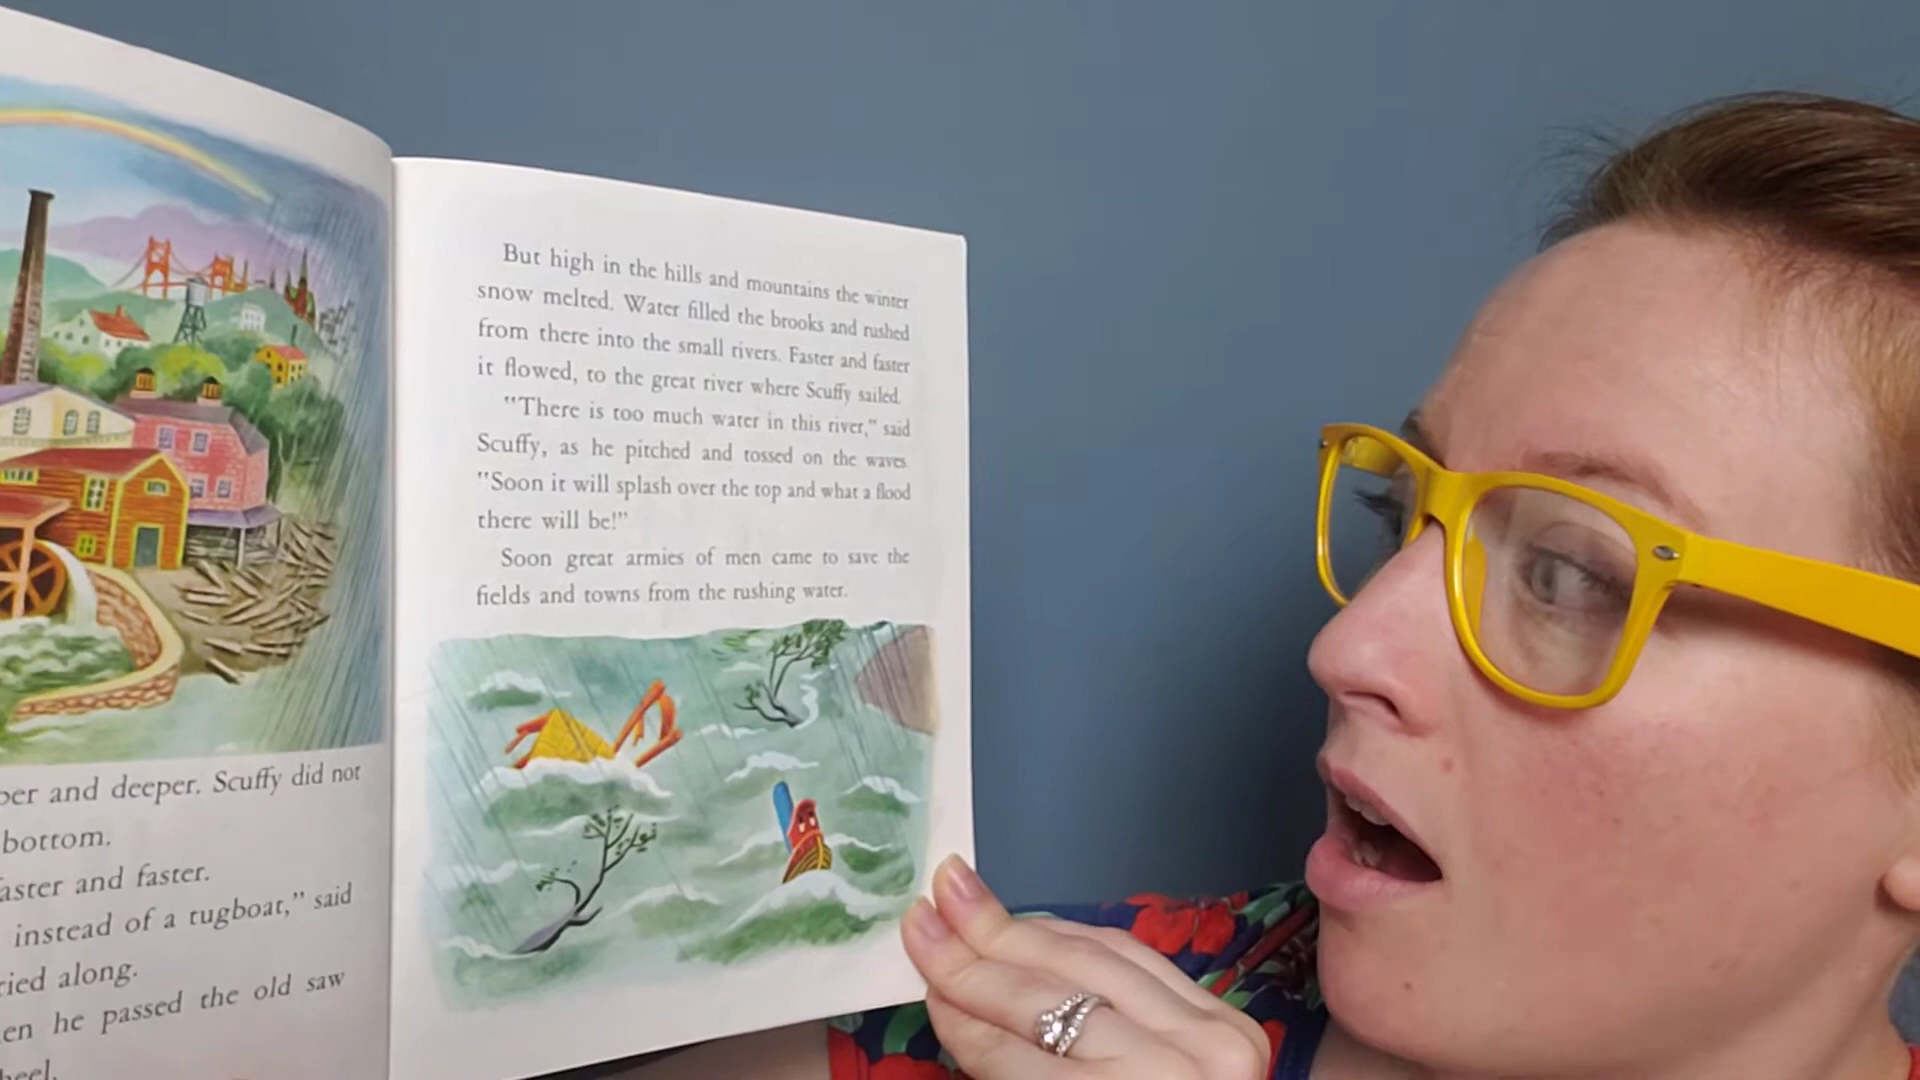 per and deeper. Scuffy did not
bottom.
aster and faster.
instead of a tugboat," said
ried along.
en he passed the old saw
heel.
But high in the hills and mountains the winter
snow melted. Water filled the brooks and rushed
from there into the small rivers. Faster and faster
it flowed, to the great river where Scuffy sailed.
"There is too much water in this river," said
Scuffy, as he pitched and tossed on the waves.
"Soon it will splash over the top and what a flood
there will be!"
Soon great armies of men came to save the
fields and towns from the rushing water.